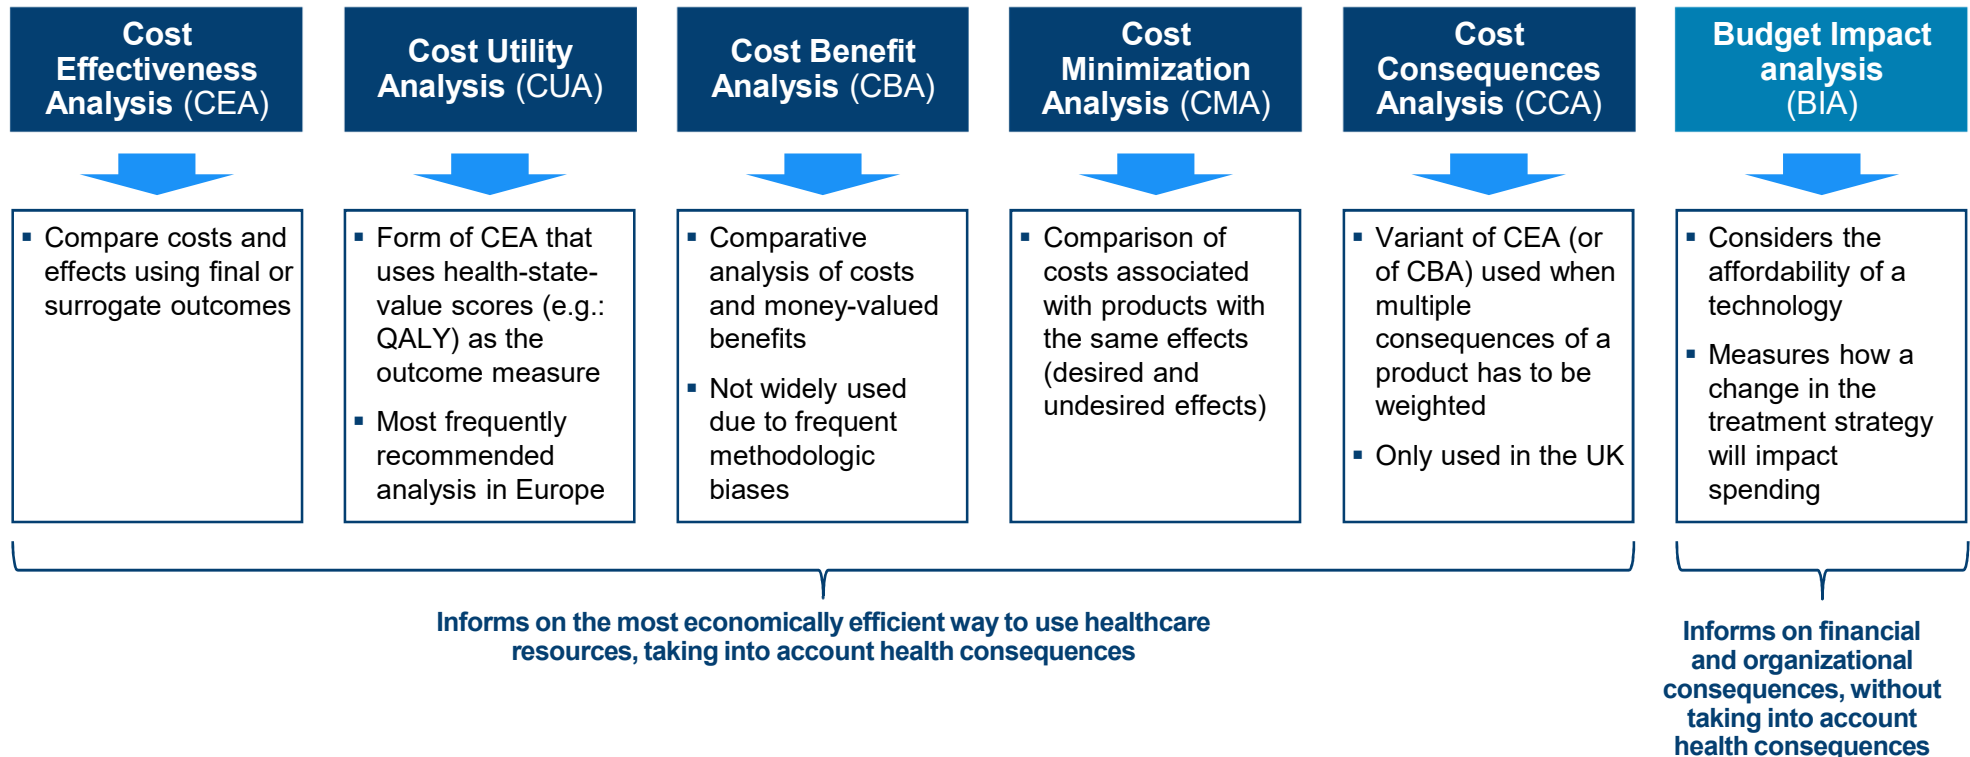 Cost
Effectiveness
Analysis (CEA)
Cost Utility
Analysis (CUA)
Cost Benefit
Analysis (CBA)
Cost
Minimization
Analysis (CMA)
Cost
Consequences
Analysis (CCA)
Budget Impact
analysis
(BIA)
▪ Compare costs and
effects using final or
surrogate outcomes
▪ Form of CEA that
uses health-state-
value scores (e.g.:
QALY) as the
outcome measure
▪ Most frequently
recommended
analysis in Europe
▪ Comparative
analysis of costs
and money-valued
benefits
▪ Not widely used
due to frequent
methodologic
biases
▪ Comparison of
costs associated
with products with
the same effects
(desired and
undesired effects)
▪ Variant of CEA (or
of CBA) used when
multiple
consequences of a
product has to be
weighted
▪ Only used in the UK
▪ Considers the
affordability of a
technology
▪ Measures how a
change in the
treatment strategy
will impact
spending
Informs on the most economically efficient way to use healthcare
resources, taking into account health consequences
Informs on financial
and organizational
consequences, without
taking into account
health consequences